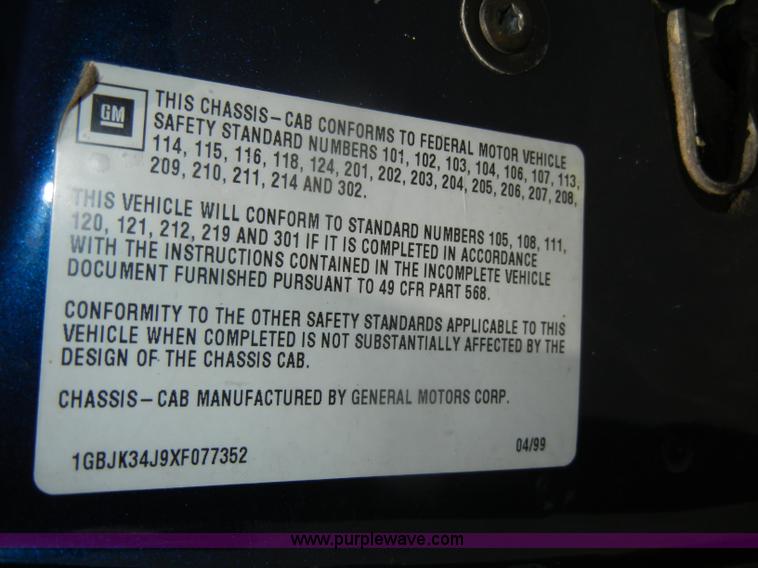 GM
THIS CHASSIS-CAB CONFORMS TO FEDERAL MOTOR VEHICLE
SAFETY STANDARD NUMBERS 101, 102, 103, 104, 106, 107, 113,
114, 115, 116, 118, 124, 201, 202, 203, 204, 205, 206, 207, 208,
209, 210, 211, 214 AND 302.
THIS VEHICLE WILL CONFORM TO STANDARD NUMBERS 105, 108, 111,
120, 121, 212, 219 AND 301 IF IT IS COMPLETED IN ACCORDANCE
WITH THE INSTRUCTIONS CONTAINED IN THE INCOMPLETE VEHICLE
DOCUMENT FURNISHED PURSUANT TO 49 CFR PART 568.
CONFORMITY TO THE OTHER SAFETY STANDARDS APPLICABLE TO THIS
VEHICLE WHEN COMPLETED IS NOT SUBSTANTIALLY AFFECTED BY THE
DESIGN OF THE CHASSIS CAB.
CHASSIS-CAB MANUFACTURED BY GENERAL MOTORS CORP.
1GBJK34J9XF077352
04/99
www.purplewave.com